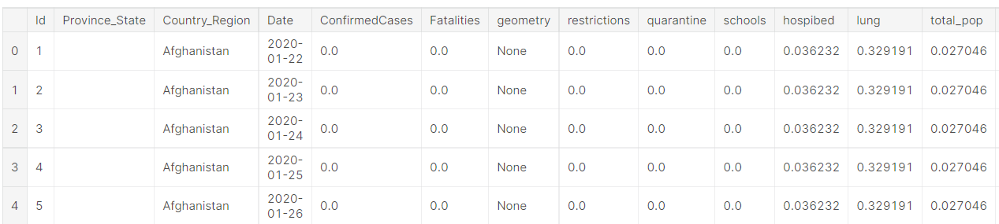 Id Province_State Country_Region Date ConfirmedCases Fatalities geometry restrictions quarantine schools hospibed lung total_pop
0 1 Afghanistan 2020-01-22 0.0 0.0 None 0.0 0.0 0.0 0.036232 0.329191 0.027046
1 2 Afghanistan 2020-01-23 0.0 0.0 None 0.0 0.0 0.0 0.036232 0.329191 0.027046
2 3 Afghanistan 2020-01-24 0.0 0.0 None 0.0 0.0 0.0 0.036232 0.329191 0.027046
3 4 Afghanistan 2020-01-25 0.0 0.0 None 0.0 0.0 0.0 0.036232 0.329191 0.027046
4 5 Afghanistan 2020-01-26 0.0 0.0 None 0.0 0.0 0.0 0.036232 0.329191 0.027046